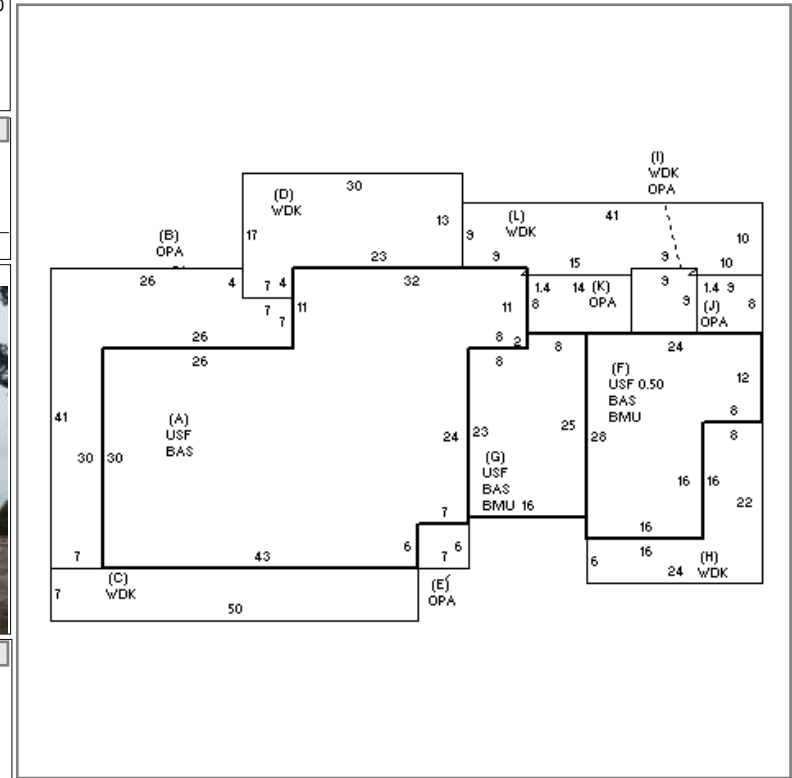 (I)
WDK
OPA
30
(D)
WDK
13
17
(L)
WDK
41
9
10
(B)
OPA
26
4
7
4
23
32
9
15
9
10
7
7
11
11
8
1.4
14
(K)
OPA
9
9
1.4
9
(J)
OPA
8
26
26
8
2
8
8
24
(F)
USF 0.50
BAS
BMU
12
8
8
41
(A)
USF
BAS
30
30
24
23
25
28
(G)
USF
BAS
BMU
16
16
16
22
7
6
7
6
16
16
6
24
(H)
WDK
7
43
(C)
WDK
7
50
(E)
OPA